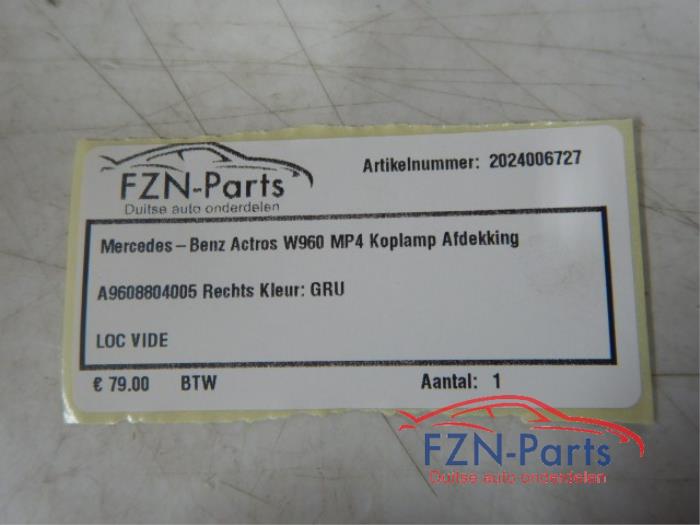 FZN-Parts
Duitse auto onderdelen
Artikelnummer: 2024006727
Mercedes-Benz Actros W960 MP4 Koplamp Afdekking
A9608804005 Rechts Kleur: GRU
LOC VIDE
€ 79.00 BTW
Aantal: 1
FZN-Parts
Duitse auto onderdelen